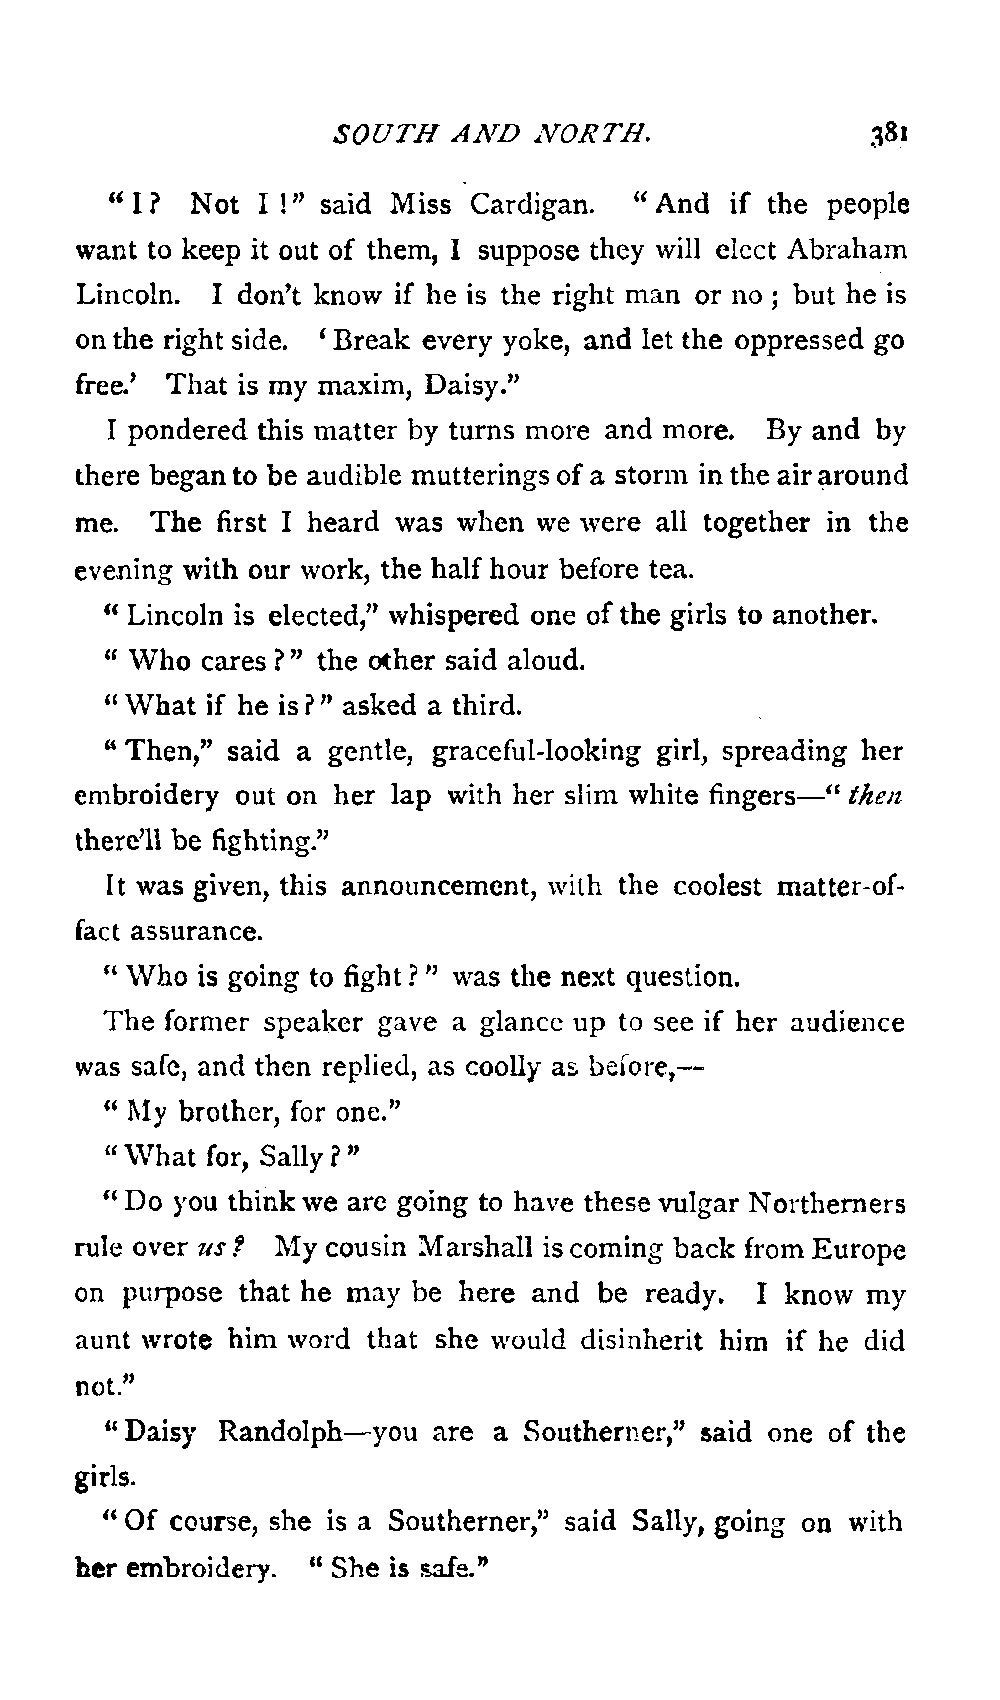 SOUTH AND NORTH. 381
"I? Not I!" said Miss Cardigan. "And if the people
want to keep it out of them, I suppose they will elect Abraham
Lincoln. I don't know if he is the right man or no; but he is
on the right side. 'Break every yoke, and let the oppressed go
free.' That is my maxim, Daisy."
I pondered this matter by turns more and more. By and by
there began to be audible mutterings of a storm in the air around
me. The first I heard was when we were all together in the
evening with our work, the half hour before tea.
"Lincoln is elected," whispered one of the girls to another.
"Who cares?" the other said aloud.
"What if he is?" asked a third.
"Then," said a gentle, graceful-looking girl, spreading her
embroidery out on her lap with her slim white fingers—"then
there'll be fighting."
It was given, this announcement, with the coolest matter-of-
fact assurance.
"Who is going to fight?" was the next question.
The former speaker gave a glance up to see if her audience
was safe, and then replied, as coolly as before,—
"My brother, for one."
"What for, Sally?"
"Do you think we are going to have these vulgar Northerners
rule over us? My cousin Marshall is coming back from Europe
on purpose that he may be here and be ready. I know my
aunt wrote him word that she would disinherit him if he did
not."
"Daisy Randolph—you are a Southerner," said one of the
girls.
"Of course, she is a Southerner," said Sally, going on with
her embroidery. "She is safe."